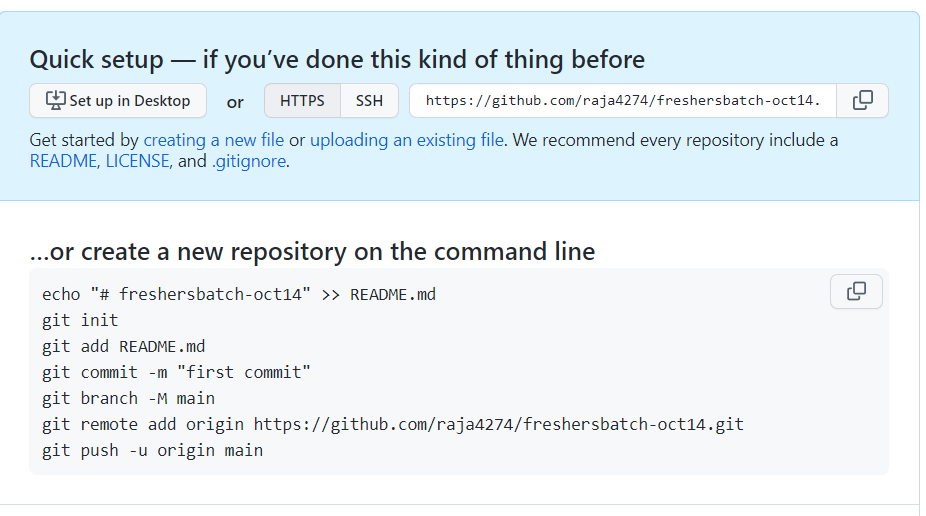 Quick setup — if you’ve done this kind of thing before
Set up in Desktop or HTTPS SSH https://github.com/raja4274/freshersbatch-oct14.
Get started by creating a new file or uploading an existing file. We recommend every repository include a
README, LICENSE, and .gitignore.
...or create a new repository on the command line
echo "# freshersbatch-oct14" >> README.md
git init
git add README.md
git commit -m "first commit"
git branch -M main
git remote add origin https://github.com/raja4274/freshersbatch-oct14.git
git push -u origin main